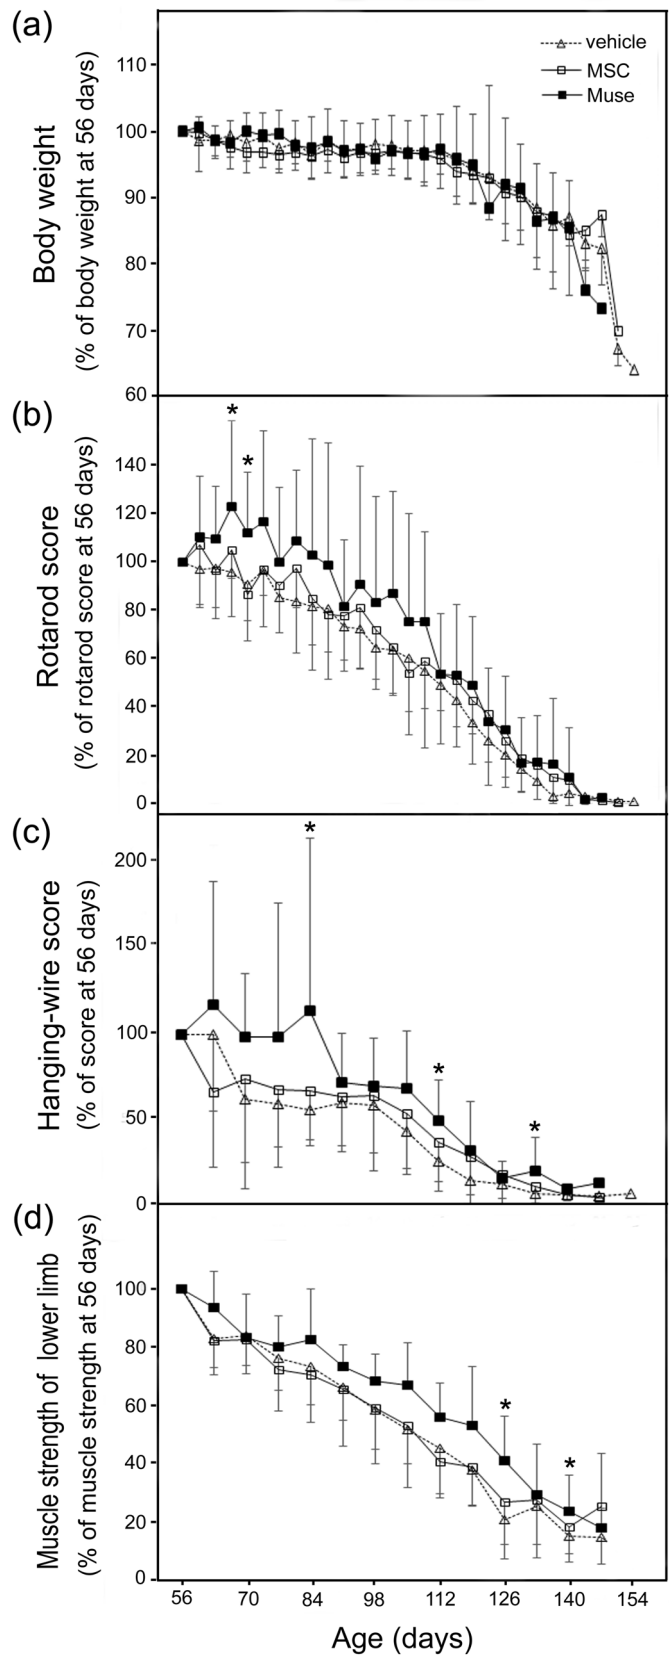 (a)
vehicle
MSC
Muse
Body weight
(% of body weight at 56 days)
110
100
90
80
70
60
(b)
*
*
Rotarod score
(% of rotarod score at 56 days)
140
120
100
80
60
40
20
0
(c)
*
*
*
Hanging-wire score
(% of score at 56 days)
200
150
100
50
0
(d)
*
*
Muscle strength of lower limb
(% of muscle strength at 56 days)
100
80
60
40
20
0
56 70 84 98 112 126 140 154
Age (days)